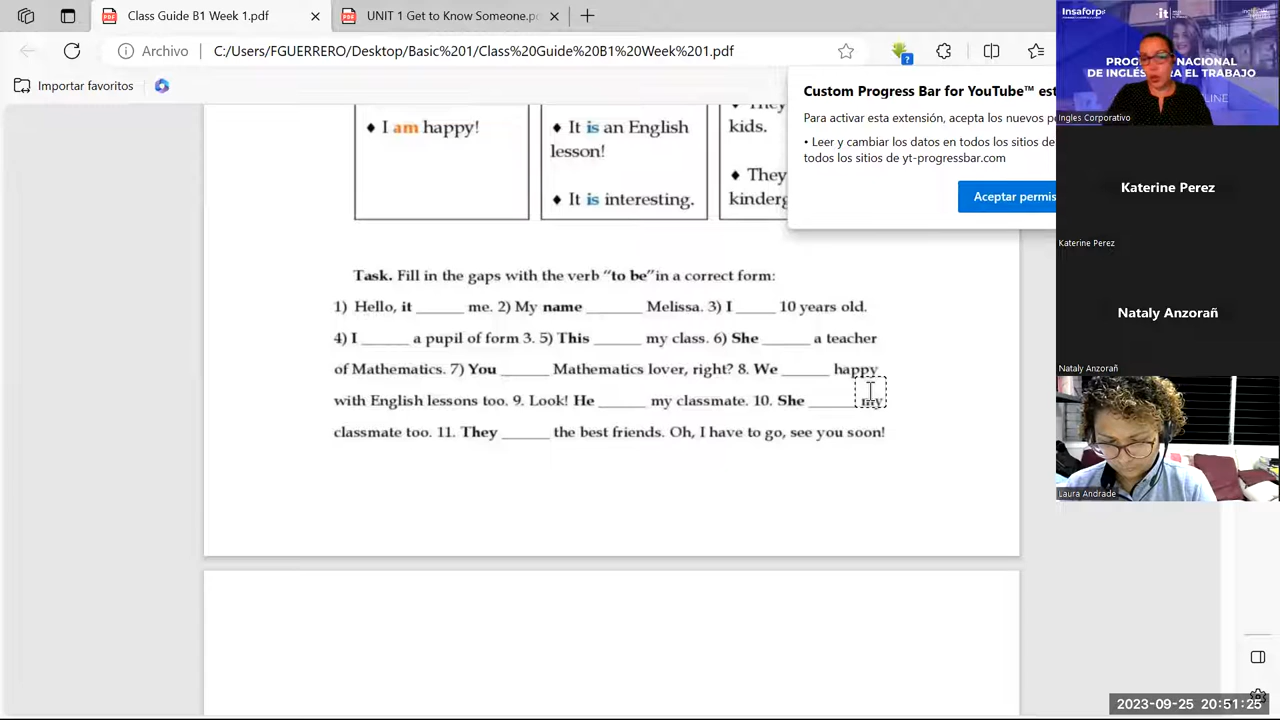 Class Guide B1 Week 1.pdf
UNIT 1 Get to Know Someone.p
Archivo
C:/Users/FGUERRERO/Desktop/Basic%201/Class%20Guide%20B1%20Week%201.pdf
Importar favoritos
?
Custom Progress Bar for YouTube™ est
Para activar esta extensión, acepta los nuevos p
• Leer y cambiar los datos en todos los sitios de
todos los sitios de yt-progressbar.com
Aceptar permis
♦ I am happy!
♦ It is an English
lesson!
♦ It is interesting.
♦ They
kids.
♦ They
kinderg
Task. Fill in the gaps with the verb “to be”in a correct form:
1) Hello, it ______ me. 2) My name _______ Melissa. 3) I _____ 10 years old.
4) I ______ a pupil of form 3. 5) This ______ my class. 6) She ______ a teacher
of Mathematics. 7) You ______ Mathematics lover, right? 8. We ______ happy
with English lessons too. 9. Look! He ______ my classmate. 10. She ______ my
classmate too. 11. They ______ the best friends. Oh, I have to go, see you soon!
Insaforp
it
PROG NACIONAL
DE INGLÉS PARA EL TRABAJO
LINE
Ingles Corporativo
Katerine Perez
Katerine Perez
Nataly Anzorañ
Nataly Anzorañ
Laura Andrade
2023-09-25 20:51:25